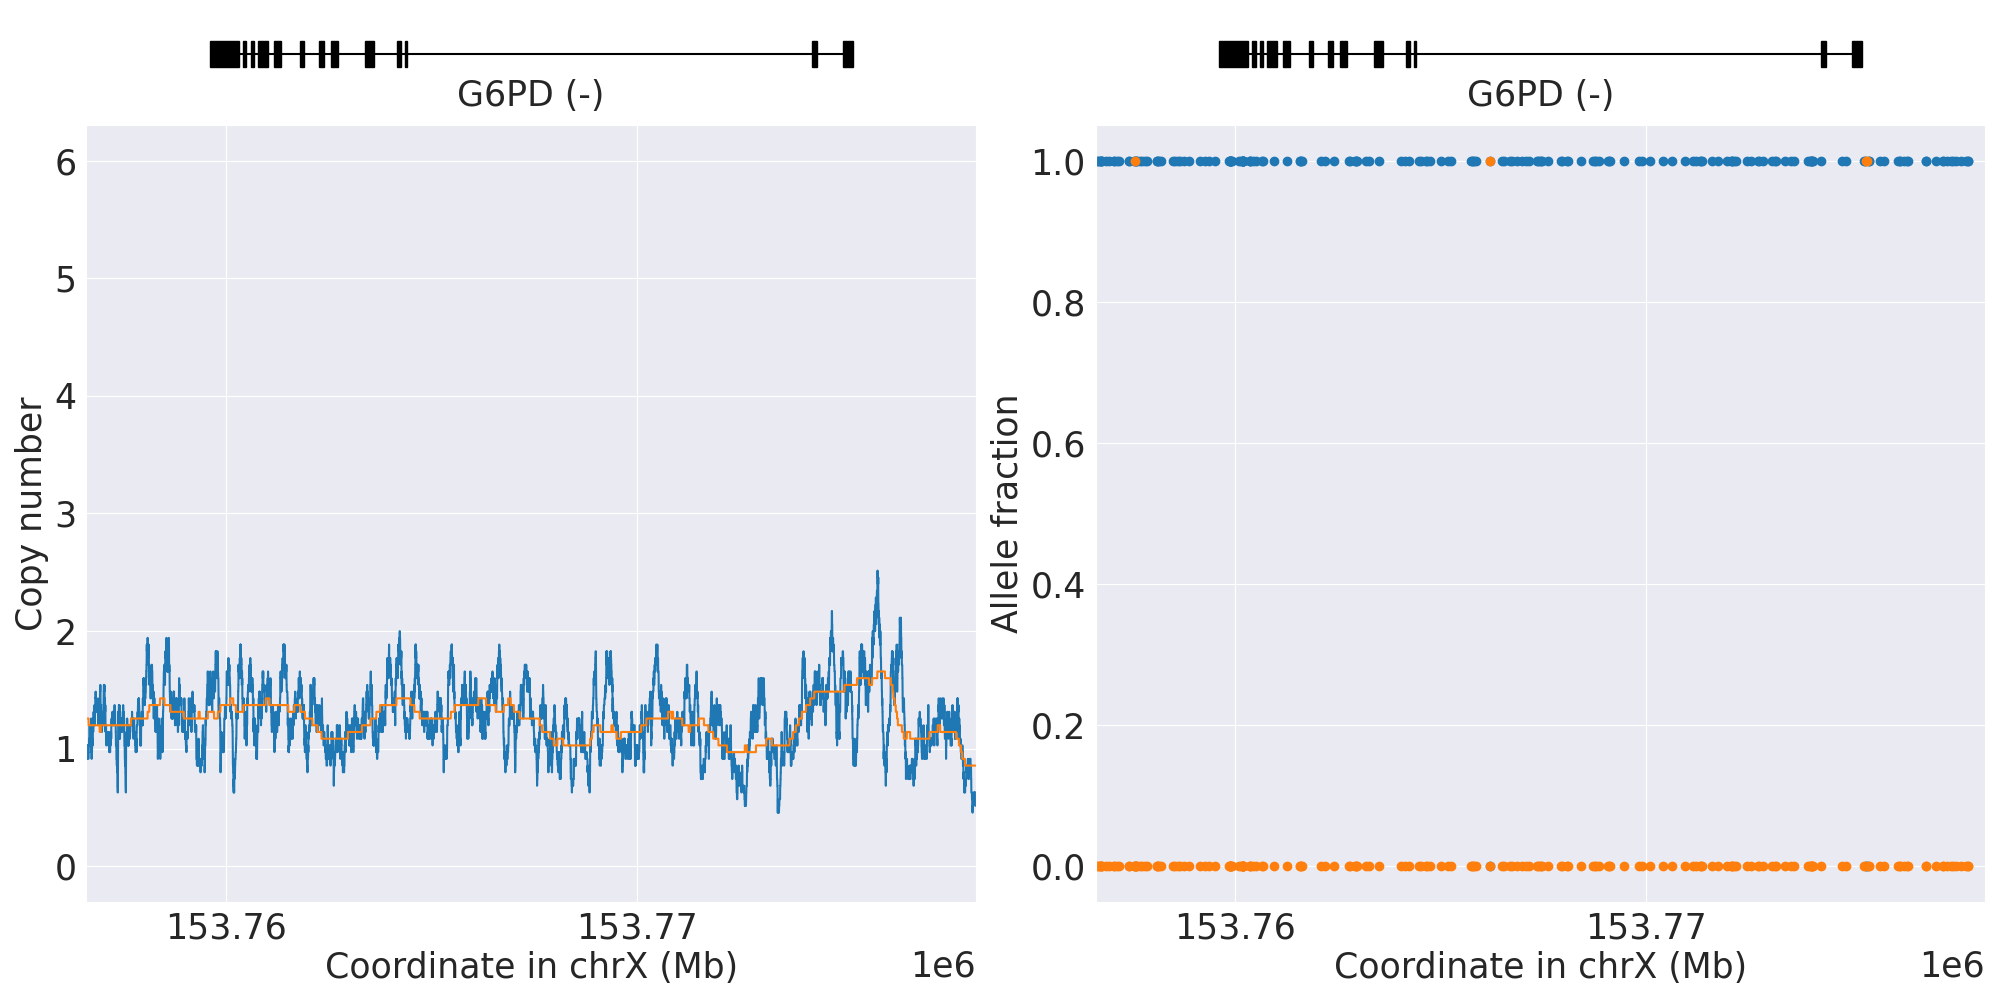 G6PD (-)
6
5
4
3
2
1
0
Copy number
153.76
153.77
Coordinate in chrX (Mb)
1e6
G6PD (-)
1.0
0.8
0.6
0.4
0.2
0.0
Allele fraction
153.76
153.77
Coordinate in chrX (Mb)
1e6